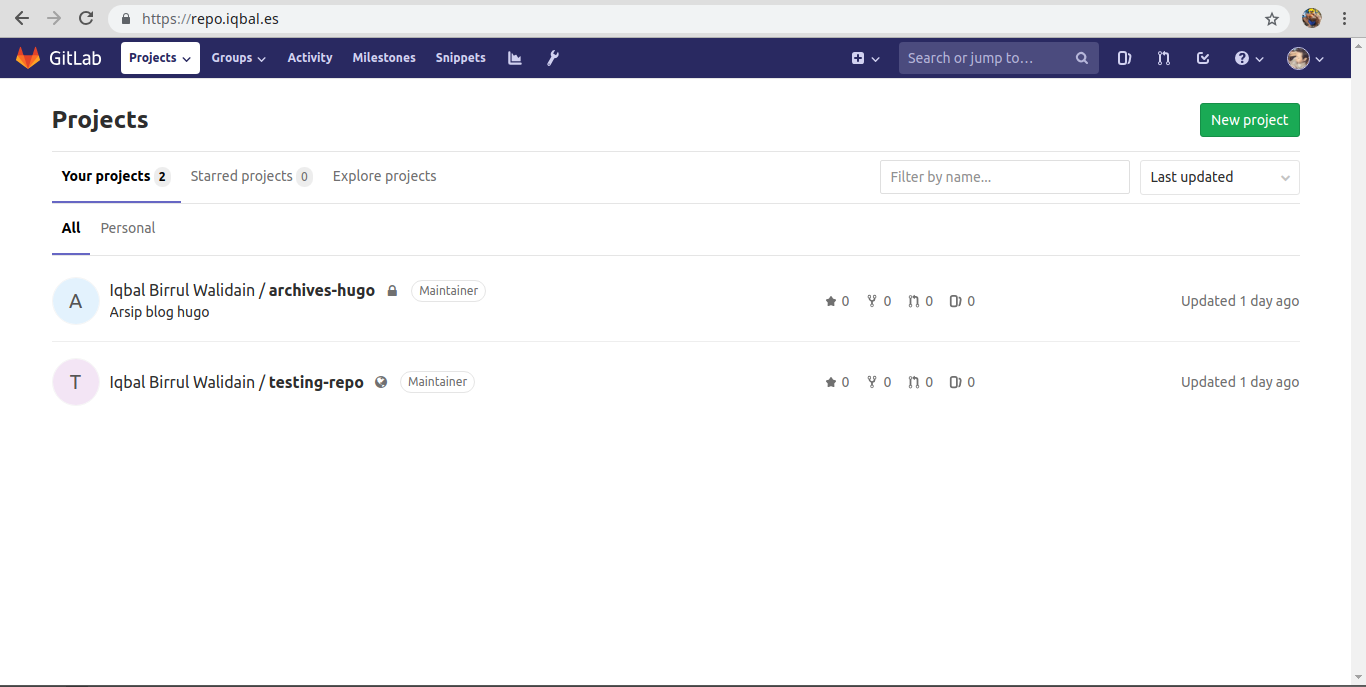 https://repo.iqbal.es
GitLab Projects Groups Activity Milestones Snippets Search or jump to...
Projects New project
Your projects 2 Starred projects 0 Explore projects Filter by name... Last updated
All Personal
A Iqbal Birrul Walidain / archives-hugo Maintainer 0 0 0 0 Updated 1 day ago
Arsip blog hugo
T Iqbal Birrul Walidain / testing-repo Maintainer 0 0 0 0 Updated 1 day ago